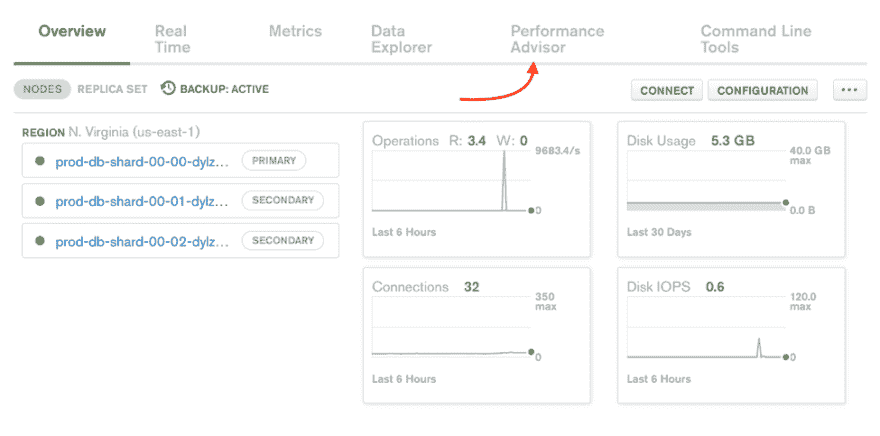 Overview
Real
Time
Metrics
Data
Explorer
Performance
Advisor
Command Line
Tools
NODES REPLICA SET BACKUP: ACTIVE
CONNECT CONFIGURATION ...
REGION N. Virginia (us-east-1)
prod-db-shard-00-00-dylz... PRIMARY
prod-db-shard-00-01-dylz... SECONDARY
prod-db-shard-00-02-dylz... SECONDARY
Operations R: 3.4 W: 0
9683.4/s
0
Last 6 Hours
Disk Usage 5.3 GB
40.0 GB
max
0.0 B
Last 30 Days
Connections 32
350
max
0
Last 6 Hours
Disk IOPS 0.6
120.0
max
0
Last 6 Hours